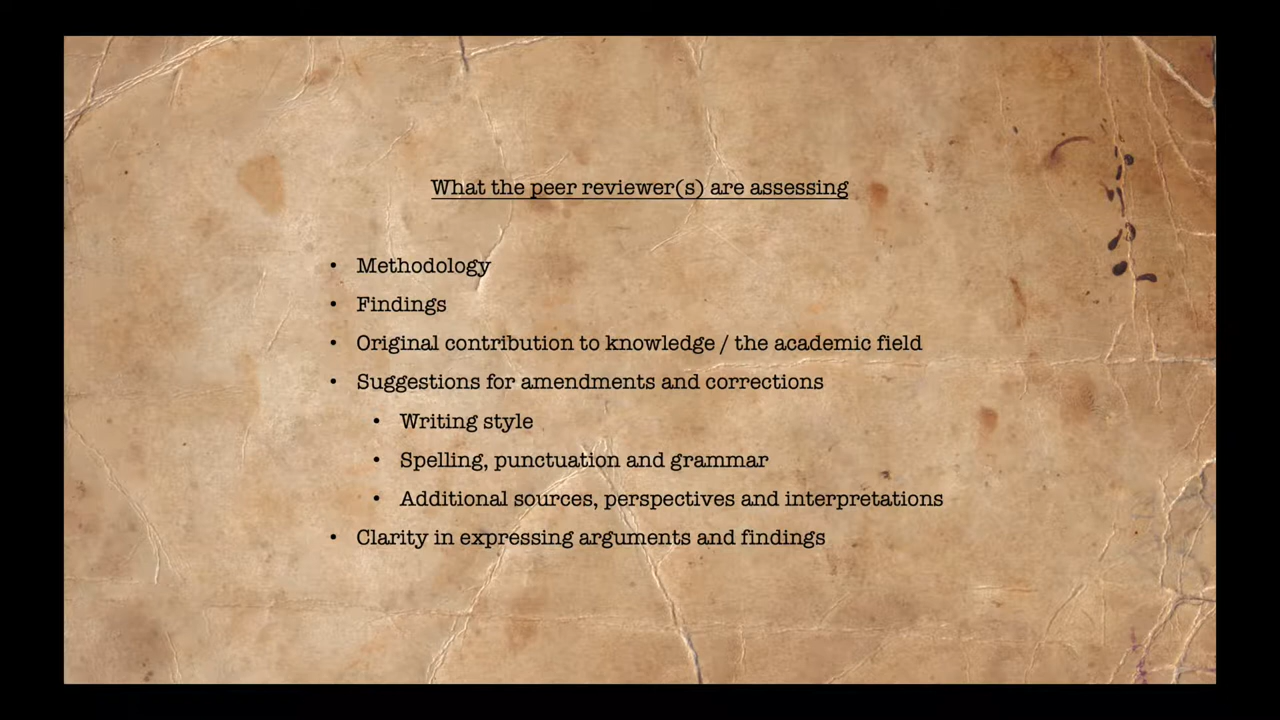 What the peer reviewer(s) are assessing
• Methodology
• Findings
• Original contribution to knowledge / the academic field
• Suggestions for amendments and corrections
• Writing style
• Spelling, punctuation and grammar
• Additional sources, perspectives and interpretations
• Clarity in expressing arguments and findings